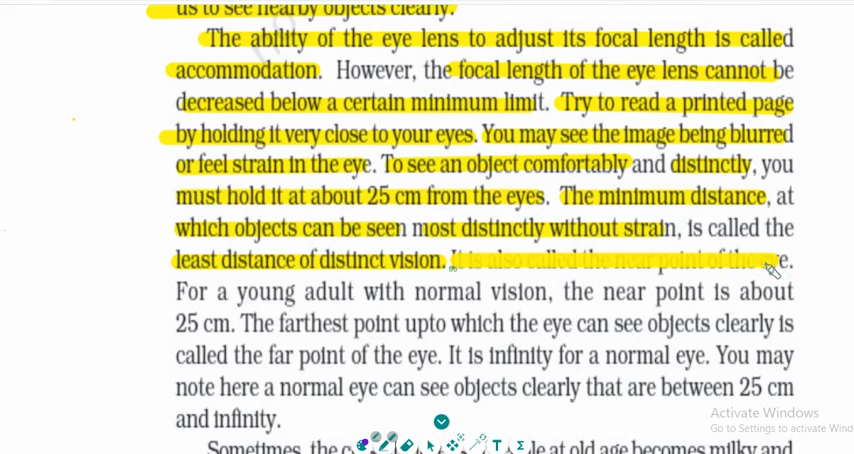 us to see nearby objects clearly.
The ability of the eye lens to adjust its focal length is called
accommodation. However, the focal length of the eye lens cannot be
decreased below a certain minimum limit. Try to read a printed page
by holding it very close to your eyes. You may see the image being blurred
or feel strain in the eye. To see an object comfortably and distinctly, you
must hold it at about 25 cm from the eyes. The minimum distance, at
which objects can be seen most distinctly without strain, is called the
least distance of distinct vision. It is also called the near point of the eye.
For a young adult with normal vision, the near point is about
25 cm. The farthest point upto which the eye can see objects clearly is
called the far point of the eye. It is infinity for a normal eye. You may
note here a normal eye can see objects clearly that are between 25 cm
and infinity.
Activate Windows
Go to Settings to activate Wind
Sometimes, the at old age becomes milky and